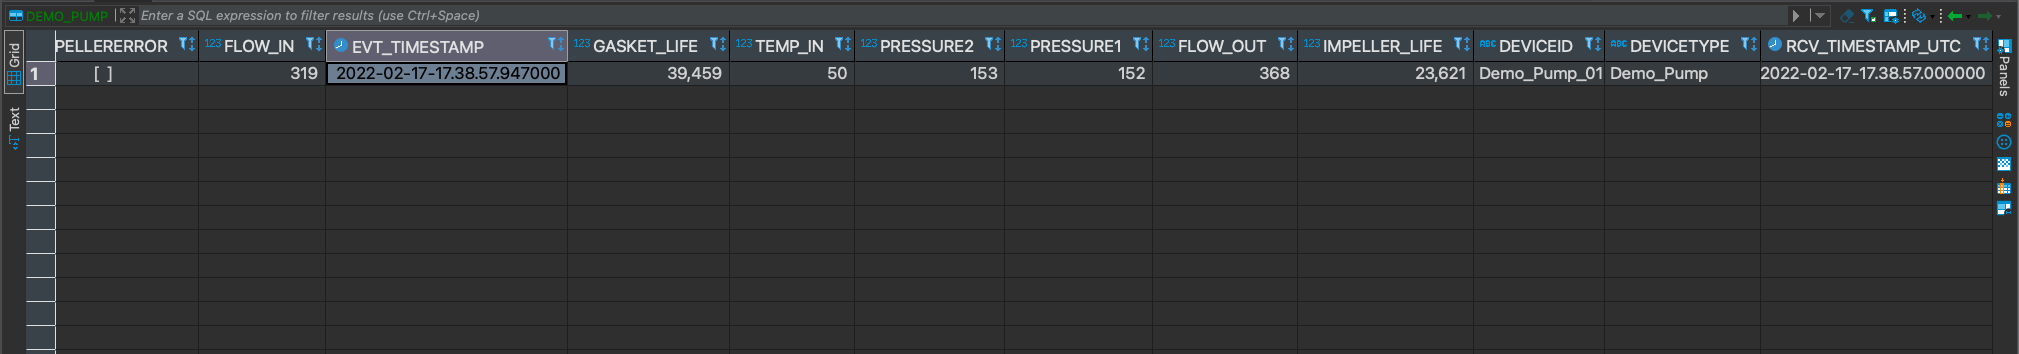 DEMO_PUMP Enter a SQL expression to filter results (use Ctrl+Space)
PELLERERROR 123 FLOW_IN EVT_TIMESTAMP 123 GASKET_LIFE 123 TEMP_IN 123 PRESSURE2 123 PRESSURE1 123 FLOW_OUT 123 IMPELLER_LIFE ABC DEVICEID ABC DEVICETYPE RCV_TIMESTAMP_UTC
1 [ ] 319 2022-02-17-17.38.57.947000 39,459 50 153 152 368 23,621 Demo_Pump_01 Demo_Pump 2022-02-17-17.38.57.000000
Grid
Text
Panels